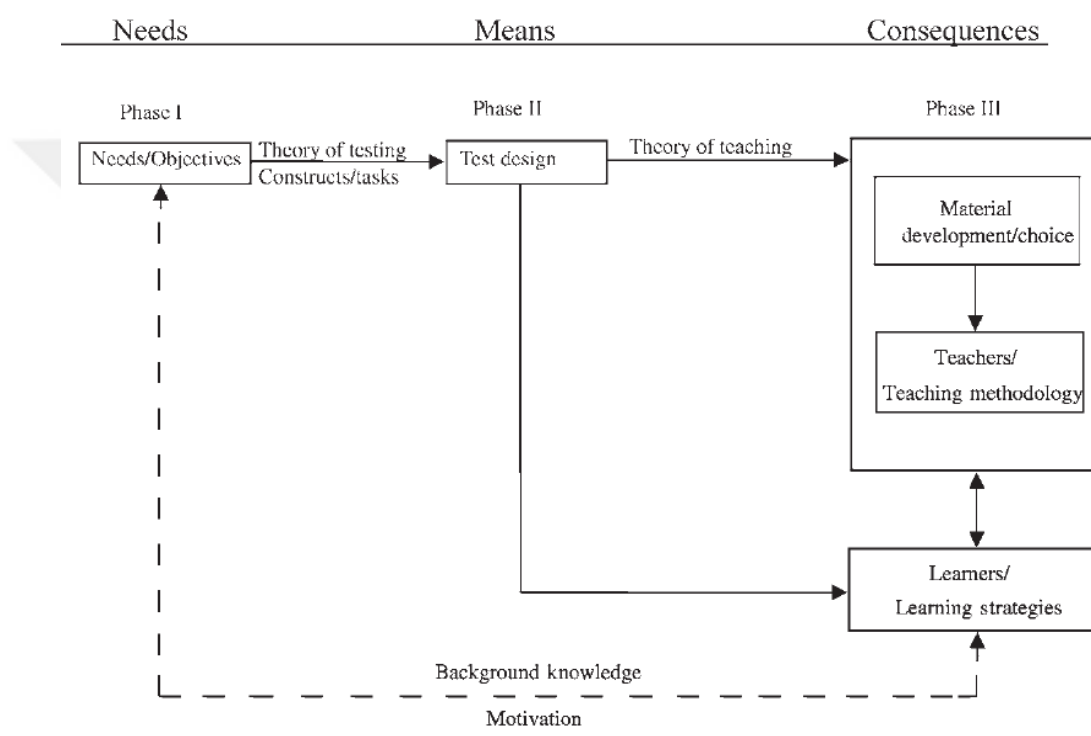 Needs
Means
Consequences
Phase I
Phase II
Phase III
Needs/Objectives
Theory of testing
Constructs/tasks
Test design
Theory of teaching
Material
development/choice
Teachers/
Teaching methodology
Learners/
Learning strategies
Background knowledge
Motivation